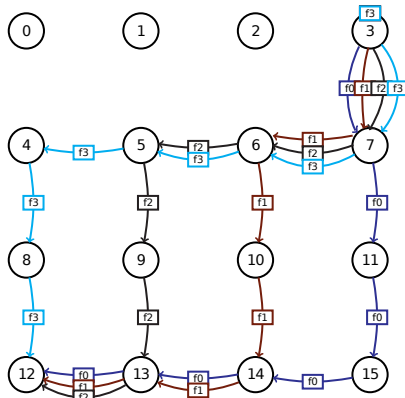 f3
0 1 2 3
f0 f1 f2 f3
f1
f2
4 5 6 7
f2
f3 f3 f3
f3 f2 f1 f0
8 9 10 11
f3 f2 f1 f0
12 13 14 15
f0 f0 f0
f1 f1
f2